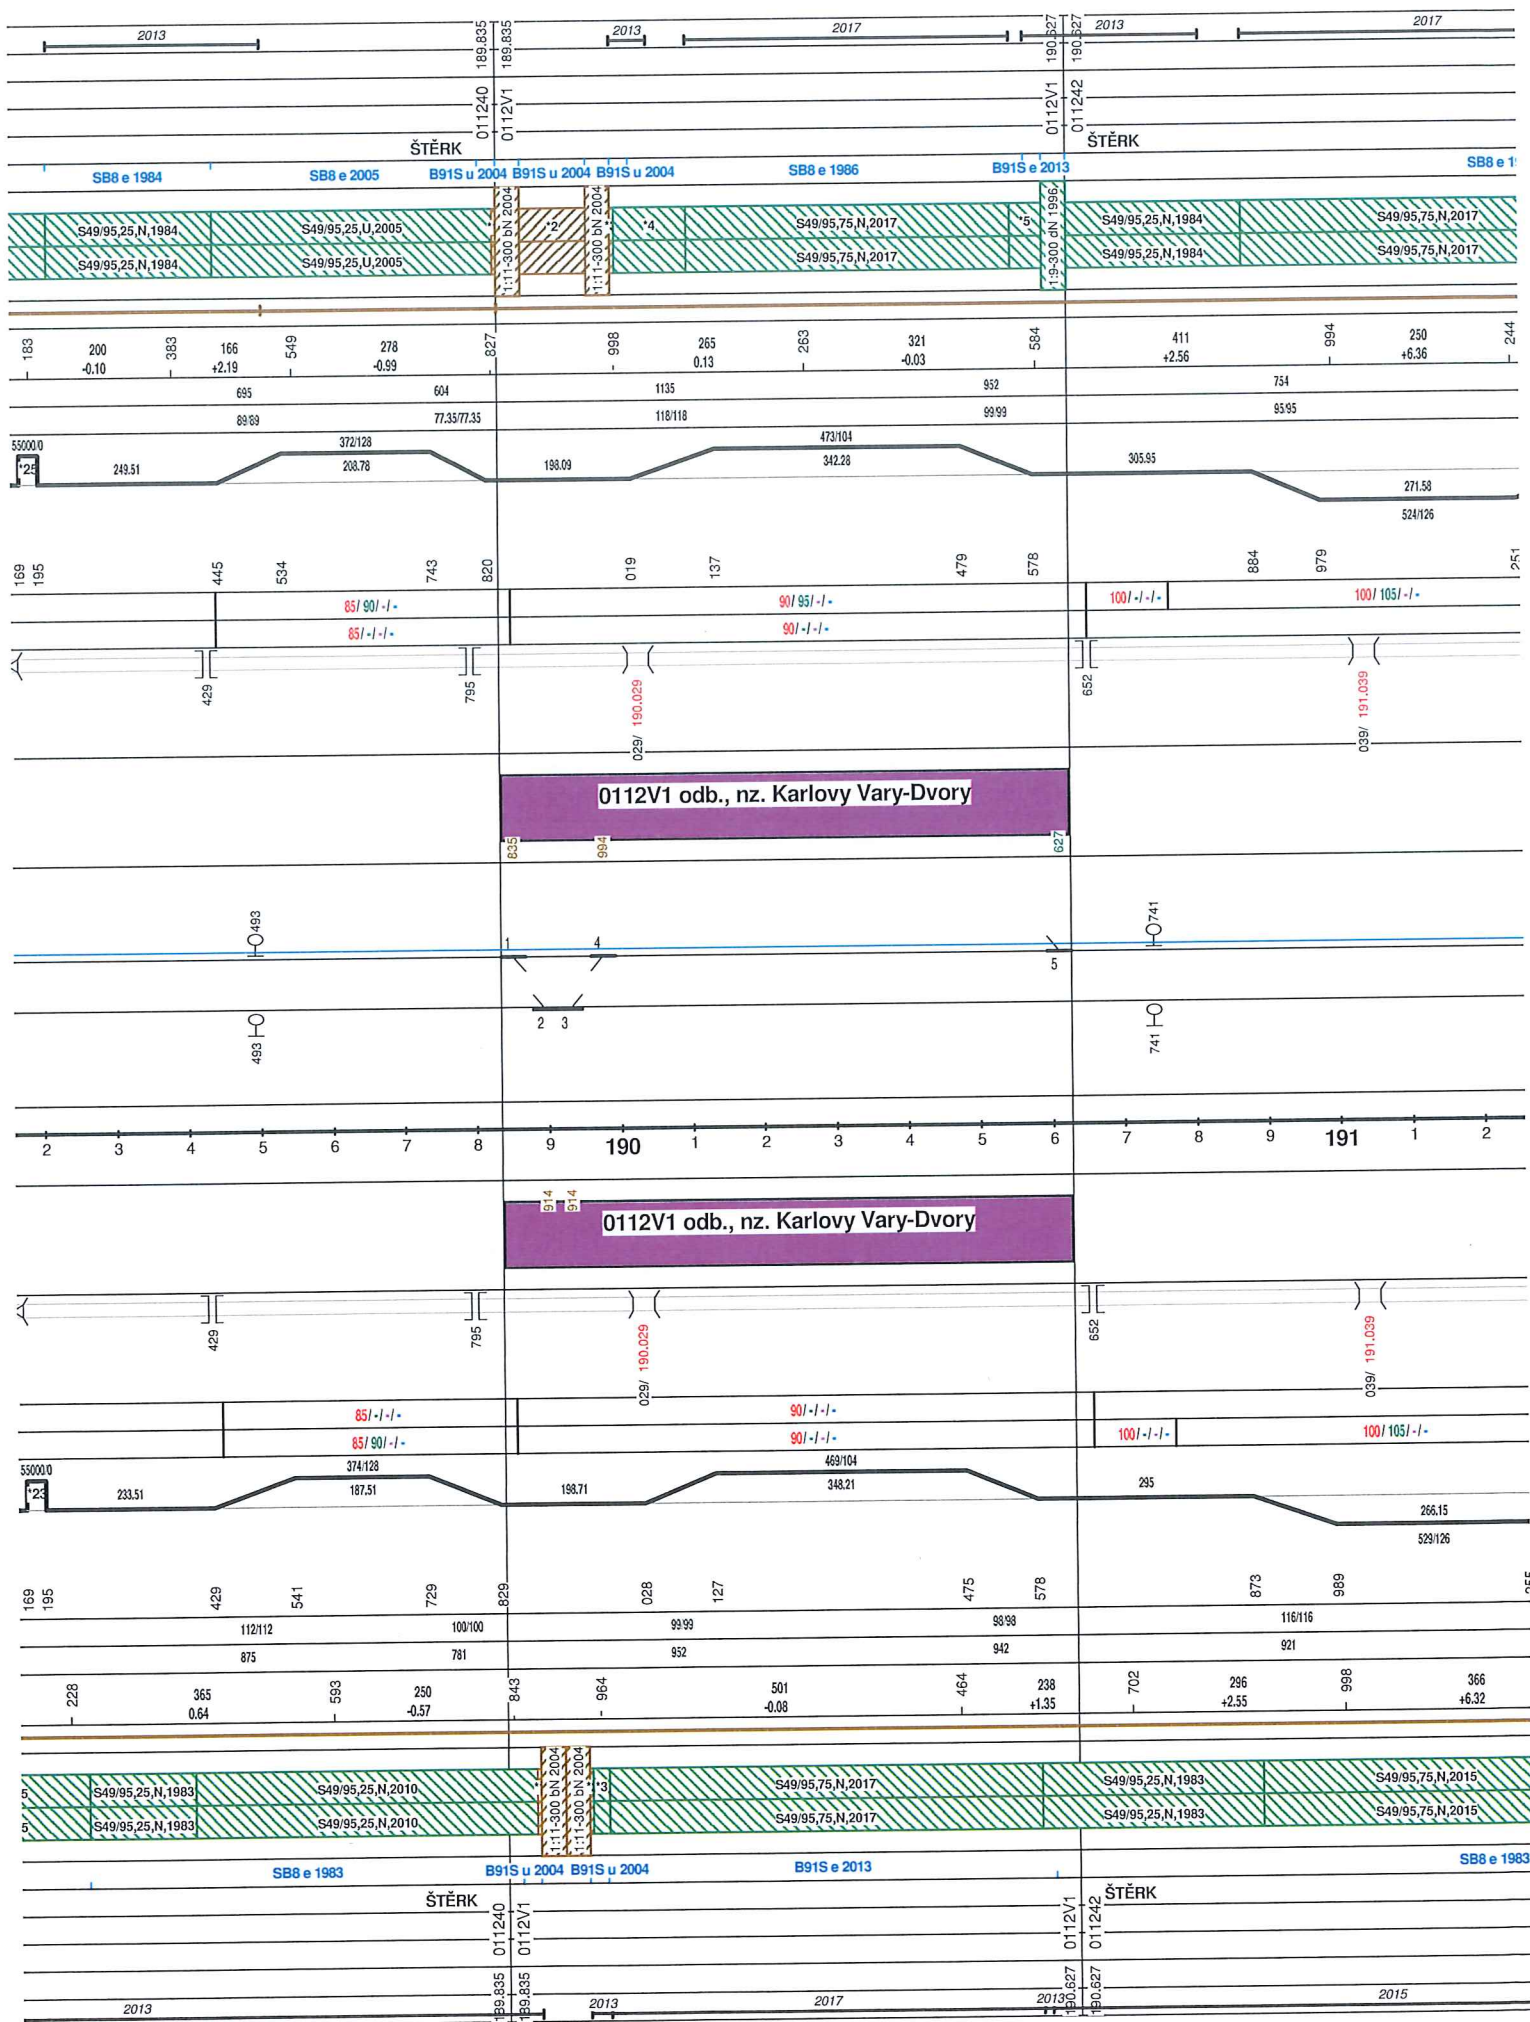 2013 2013 2017 2013 2017
189.835 189.835 190.627 190.627
011240 0112V1 0112V1 011242
ŠTĚRK ŠTĚRK
SB8 e 1984 SB8 e 2005 B91S u 2004 B91S u 2004 B91S u 2004 SB8 e 1986 B91S e 2013 SB8 e 1
S49/95,25,N,1984 S49/95,25,U,2005 * 1:11-300 bN 2004 *2 1:11-300 bN 2004 * *4 S49/95,75,N,2017 *5 1:9-300 dN 1996 S49/95,25,N,1984 S49/95,75,N,2017
S49/95,25,N,1984 S49/95,25,U,2005 S49/95,75,N,2017 S49/95,25,N,1984 S49/95,75,N,2017
183 200 383 166 549 278 827 998 265 263 321 584 411 994 250 244
-0.10 +2.19 -0.99 0.13 -0.03 +2.56 +6.36
695 604 1135 952 754
89/89 77.35/77.35 118/118 99/99 95/95
55000/0 372/128 473/104
*25 249.51 208.78 198.09 342.28 305.95 271.58
524/126
169 195 445 534 743 820 019 137 479 578 884 979 251
85/ 90/ -/ - 90/ 95/ -/ - 100/ -/ -/ - 100/ 105/ -/ -
85/ -/ -/ - 90/ -/ -/ -
429 795 029/ 190.029 652 039/ 191.039
0112V1 odb., nz. Karlovy Vary-Dvory
835 994 627
493 1 4 5 741
493 2 3 741
2 3 4 5 6 7 8 9 190 1 2 3 4 5 6 7 8 9 191 1 2
914 914
0112V1 odb., nz. Karlovy Vary-Dvory
429 795 029/ 190.029 652 039/ 191.039
85/ -/ -/ - 90/ -/ -/ -
85/ 90/ -/ - 90/ -/ -/ - 100/ -/ -/ - 100/ 105/ -/ -
55000/0 374/128 469/104
*23 233.51 187.51 198.71 348.21 295 266.15
529/126
169 195 429 541 729 829 028 127 475 578 873 989
112/112 100/100 99/99 98/98 116/116
875 781 952 942 921
228 365 593 250 843 964 501 464 238 702 296 998 366
0.64 -0.57 -0.08 +1.35 +2.55 +6.32
5 S49/95,25,N,1983 S49/95,25,N,2010 * 1:11-300 bN 2004 1:11-300 bN 2004 * *3 S49/95,75,N,2017 S49/95,25,N,1983 S49/95,75,N,2015
5 S49/95,25,N,1983 S49/95,25,N,2010 S49/95,75,N,2017 S49/95,25,N,1983 S49/95,75,N,2015
SB8 e 1983 B91S u 2004 B91S u 2004 B91S e 2013 SB8 e 1983
ŠTĚRK ŠTĚRK
011240 0112V1 0112V1 011242
189.835 189.835 190.627 190.627
2013 2013 2017 2013 2015